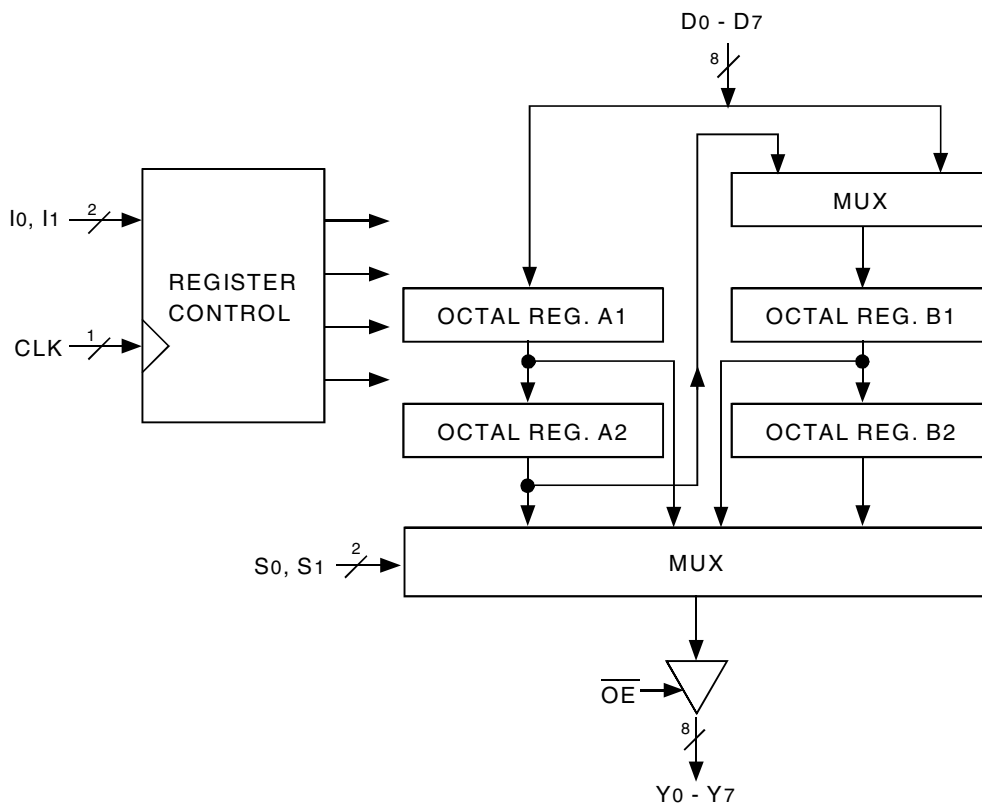 D0 - D7
8
MUX
I0, I1
2
REGISTER
CONTROL
CLK
1
OCTAL REG. A1
OCTAL REG. B1
OCTAL REG. A2
OCTAL REG. B2
S0, S1
2
MUX
OE
8
Y0 - Y7